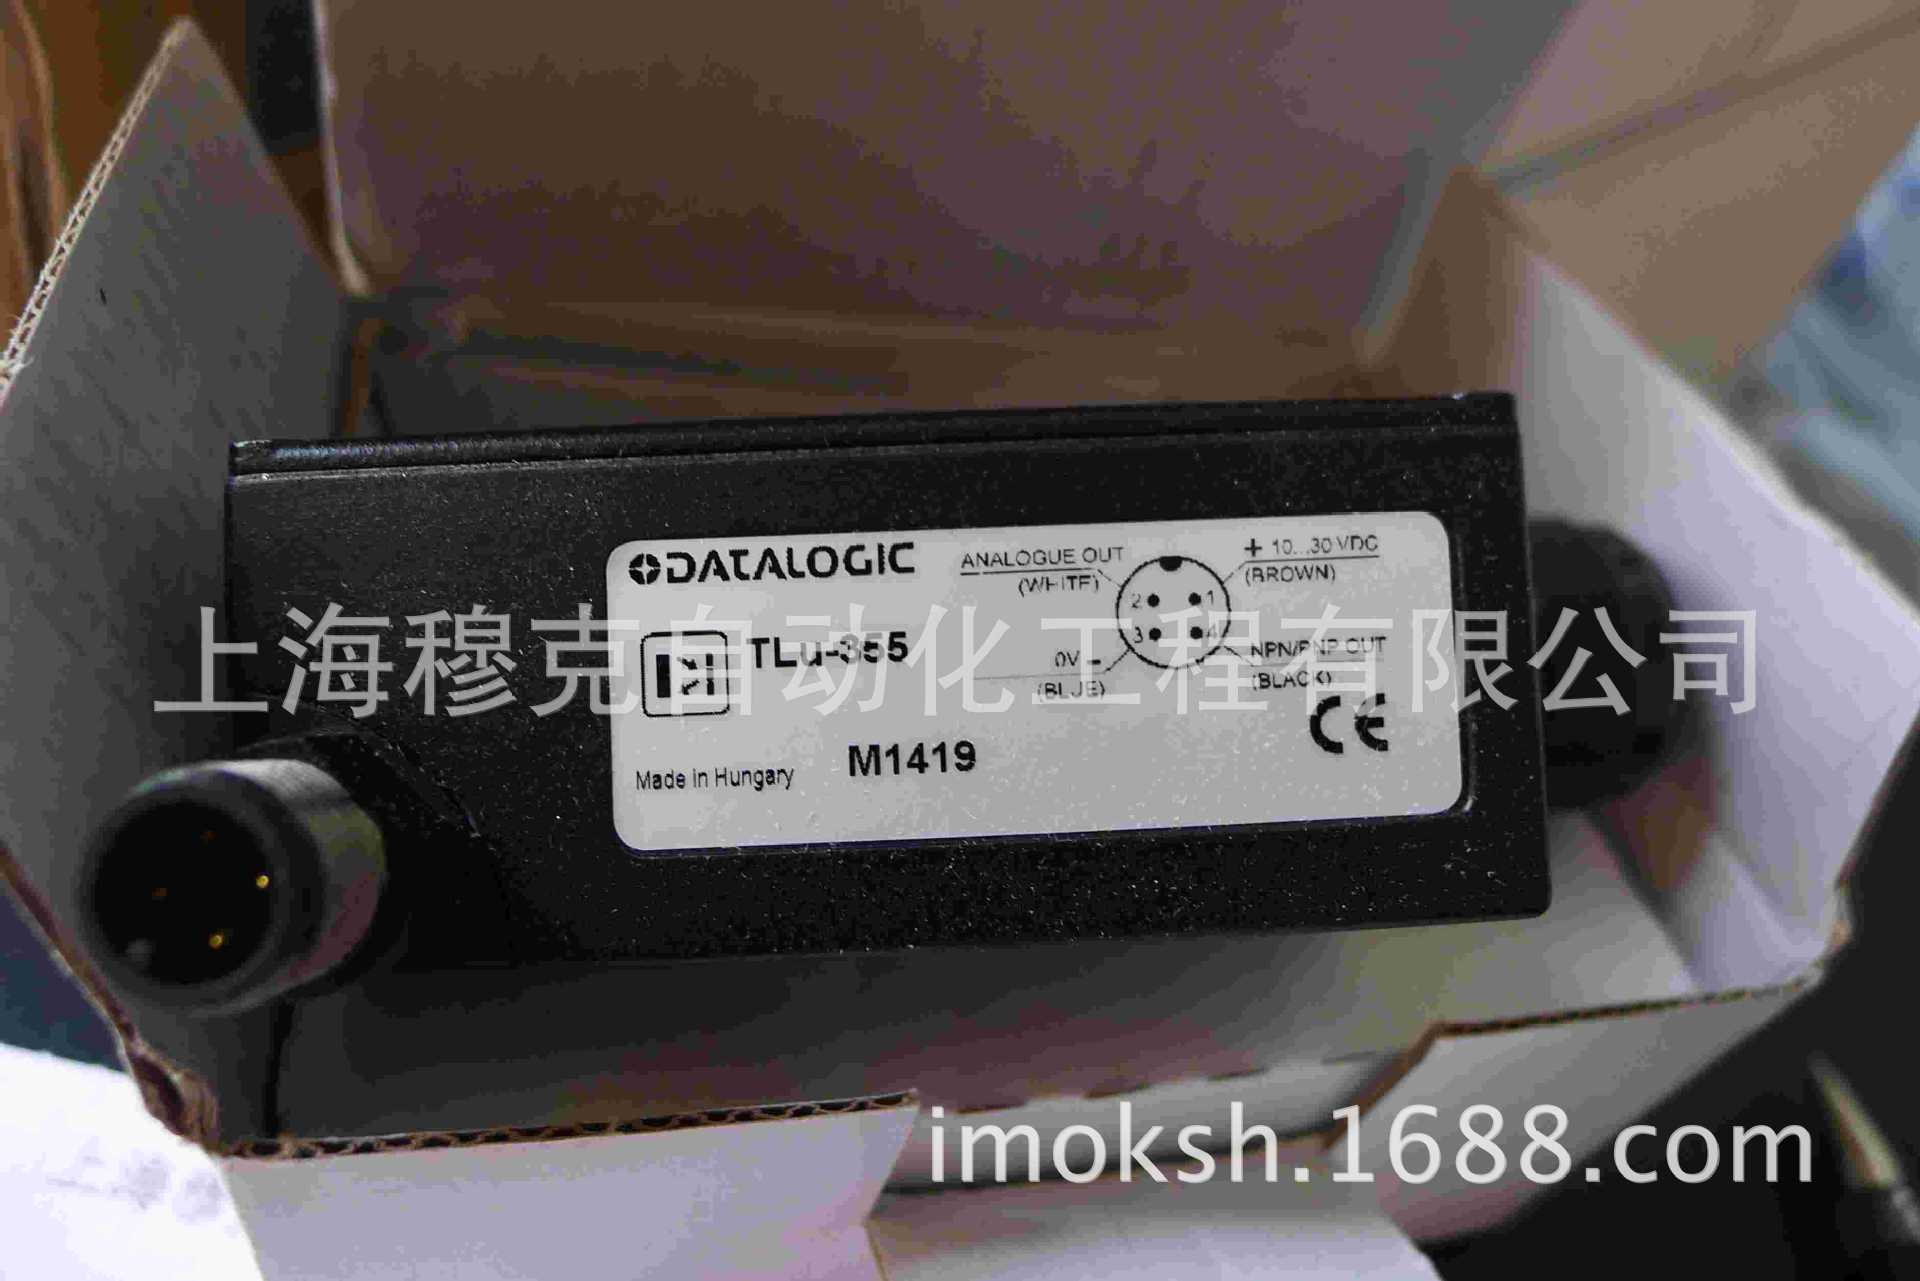 DATALOGIC
ANALOGUE OUT
(WHITE)
+ 10...30 VDC
(BROWN)
2 1
3 4
TLu-355
0V -
(BLUE)
NPN/PNP OUT
(BLACK)
上海穆克自动化工程有限公司
CE
Made in Hungary
M1419
imoksh.1688.com